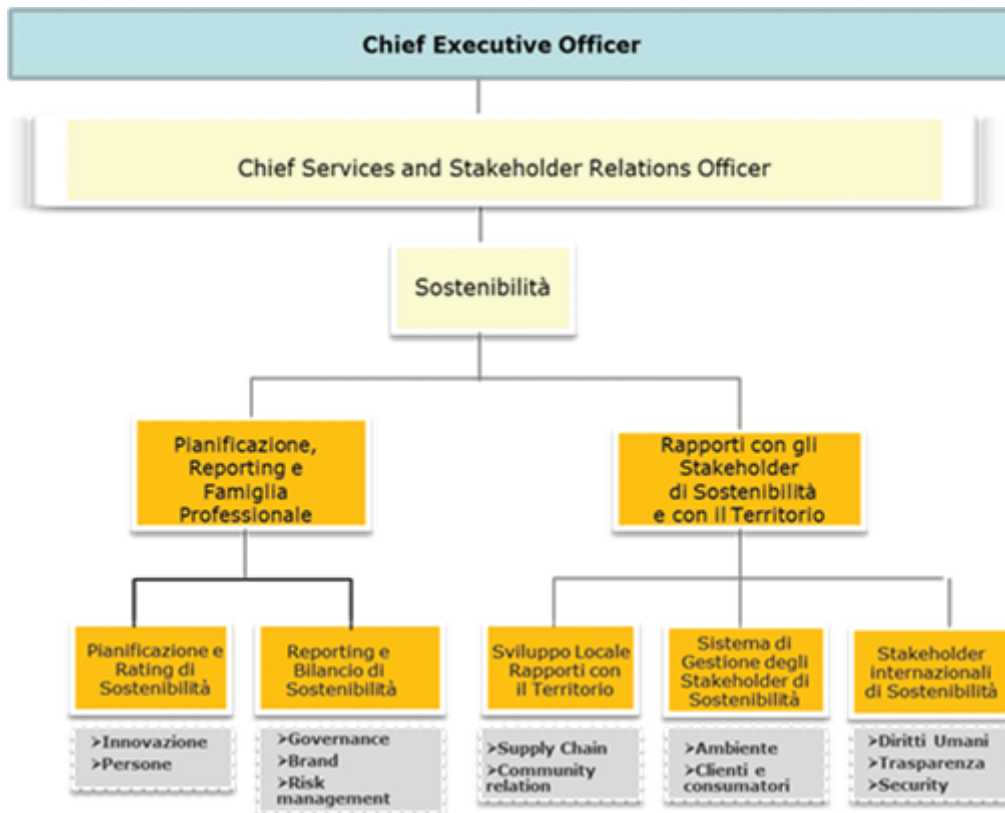 Chief Executive Officer
Chief Services and Stakeholder Relations Officer
Sostenibilità
Pianificazione,
Reporting e
Famiglia
Professionale
Rapporti con gli
Stakeholder
di Sostenibilità
e con il Territorio
Pianificazione e
Rating di
Sostenibilità
Reporting e
Bilancio di
Sostenibilità
Sviluppo Locale
Rapporti con
il Territorio
Sistema di
Gestione degli
Stakeholder di
Sostenibilità
Stakeholder
internazionali
di Sostenibilità
➢Innovazione
➢Persone
➢Governance
➢Brand
➢Risk
management
➢Supply Chain
➢Community
relation
➢Ambiente
➢Clienti e
consumatori
➢Diritti Umani
➢Trasparenza
➢Security